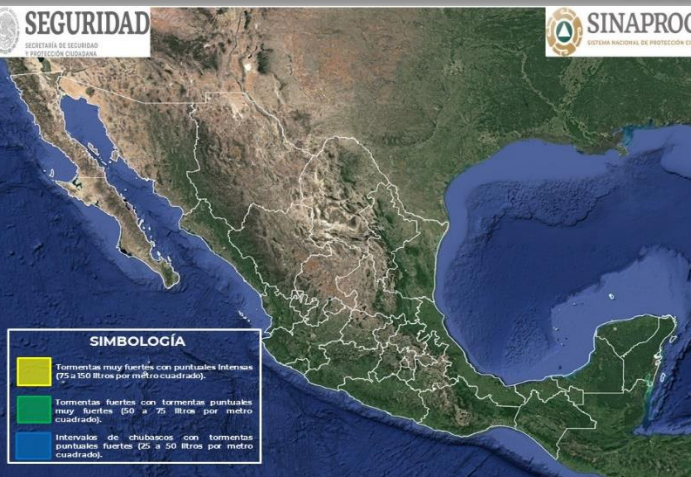 SEGURIDAD
SECRETARÍA DE SEGURIDAD
Y PROTECCIÓN CIUDADANA
SINAPROC
SISTEMA NACIONAL DE PROTECCIÓN CI
SIMBOLOGÍA
Tormentas muy fuertes con puntuales intensas
(75 a 150 litros por metro cuadrado).
Tormentas fuertes con tormentas puntuales
muy fuertes (50 a 75 litros por metro
cuadrado).
Intervalos de chubascos con tormentas
puntuales fuertes (25 a 50 litros por metro
cuadrado).